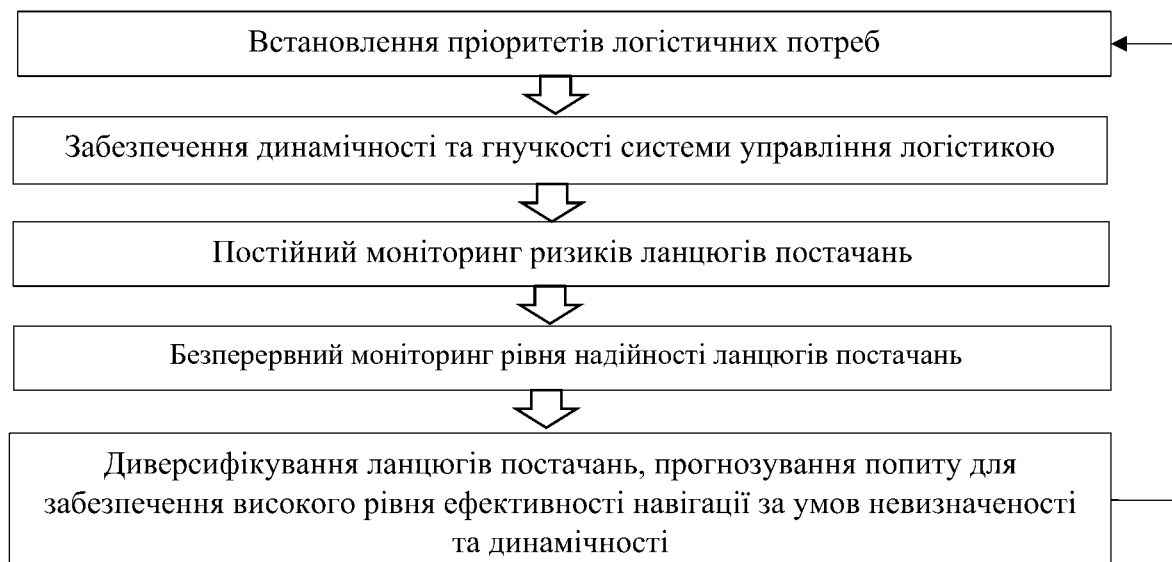 Встановлення пріоритетів логістичних потреб
Забезпечення динамічності та гнучкості системи управління логістикою
Постійний моніторинг ризиків ланцюгів постачань
Безперервний моніторинг рівня надійності ланцюгів постачань
Диверсифікування ланцюгів постачань, прогнозування попиту для
забезпечення високого рівня ефективності навігації за умов невизначеності
та динамічності